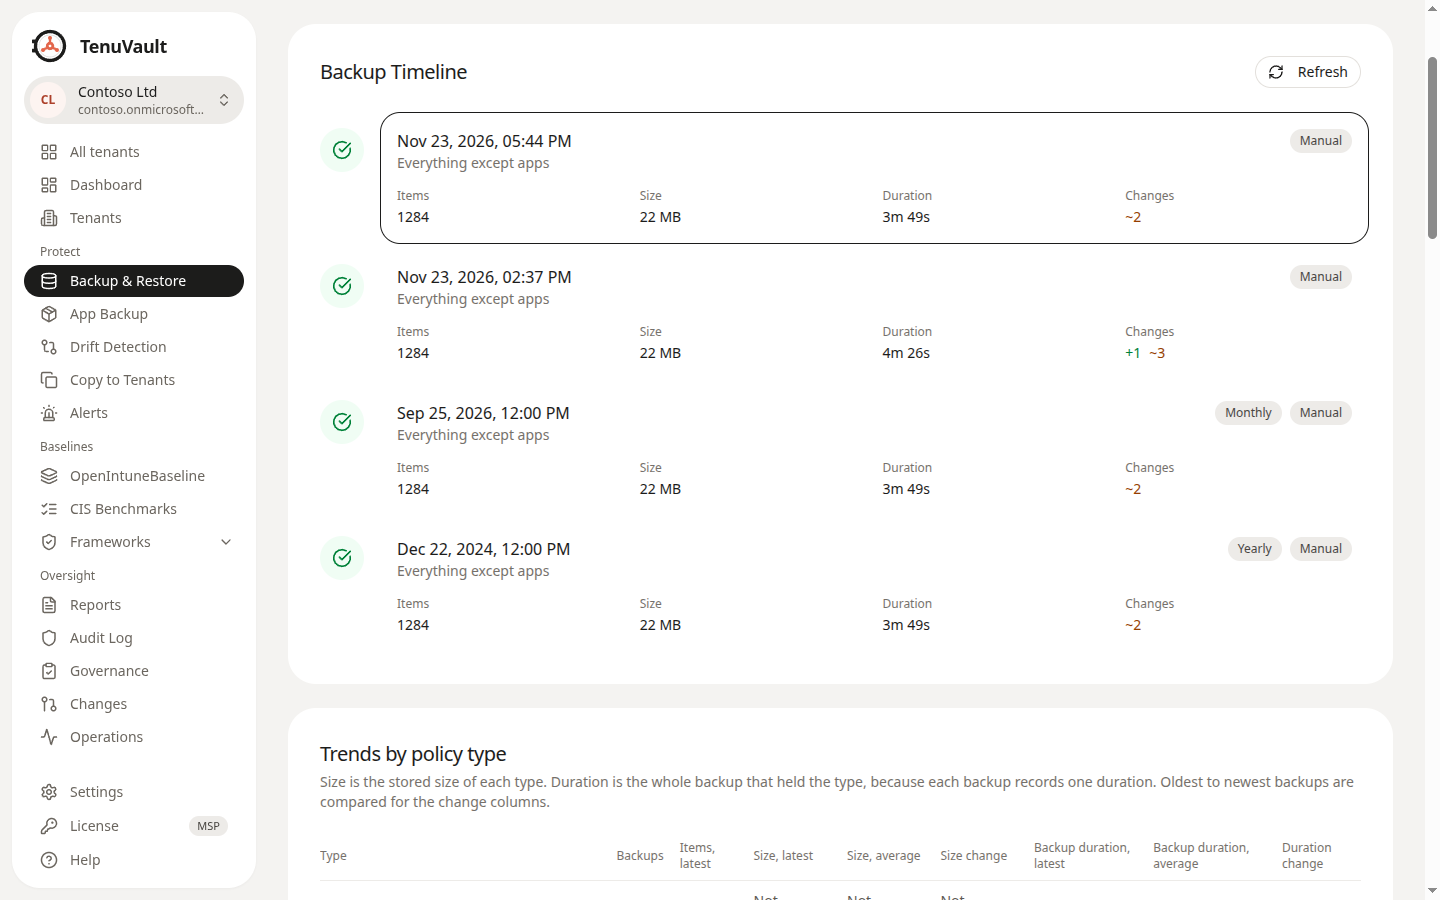 TenuVault
CL
Contoso Ltd
contoso.onmicrosoft...
All tenants
Dashboard
Tenants
Protect
Backup & Restore
App Backup
Drift Detection
Copy to Tenants
Alerts
Baselines
OpenIntuneBaseline
CIS Benchmarks
Frameworks
Oversight
Reports
Audit Log
Governance
Changes
Operations
Settings
License MSP
Help
Backup Timeline Refresh
Nov 23, 2026, 05:44 PM Manual
Everything except apps
Items Size Duration Changes
1284 22 MB 3m 49s ~2
Nov 23, 2026, 02:37 PM Manual
Everything except apps
Items Size Duration Changes
1284 22 MB 4m 26s +1 ~3
Sep 25, 2026, 12:00 PM Monthly Manual
Everything except apps
Items Size Duration Changes
1284 22 MB 3m 49s ~2
Dec 22, 2024, 12:00 PM Yearly Manual
Everything except apps
Items Size Duration Changes
1284 22 MB 3m 49s ~2
Trends by policy type
Size is the stored size of each type. Duration is the whole backup that held the type, because each backup records one duration. Oldest to newest backups are
compared for the change columns.
Type Backups Items, latest Size, latest Size, average Size change Backup duration, latest Backup duration, average Duration change
Not Not Not